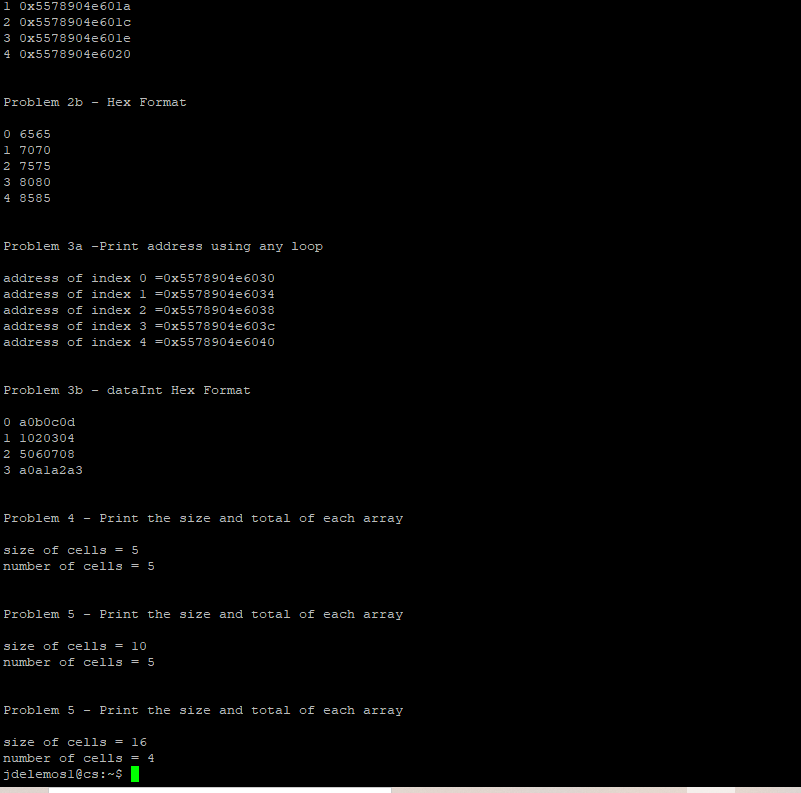 1 0x5578904e601a
2 0x5578904e601c
3 0x5578904e601e
4 0x5578904e6020
Problem 2b - Hex Format
0 6565
1 7070
2 7575
3 8080
4 8585
Problem 3a -Print address using any loop
address of index 0 =0x5578904e6030
address of index 1 =0x5578904e6034
address of index 2 =0x5578904e6038
address of index 3 =0x5578904e603c
address of index 4 =0x5578904e6040
Problem 3b - dataInt Hex Format
0 a0b0c0d
1 1020304
2 5060708
3 a0a1a2a3
Problem 4 - Print the size and total of each array
size of cells = 5
number of cells = 5
Problem 5 - Print the size and total of each array
size of cells = 10
number of cells = 5
Problem 5 - Print the size and total of each array
size of cells = 16
number of cells = 4
jdelemos1@cs:~$